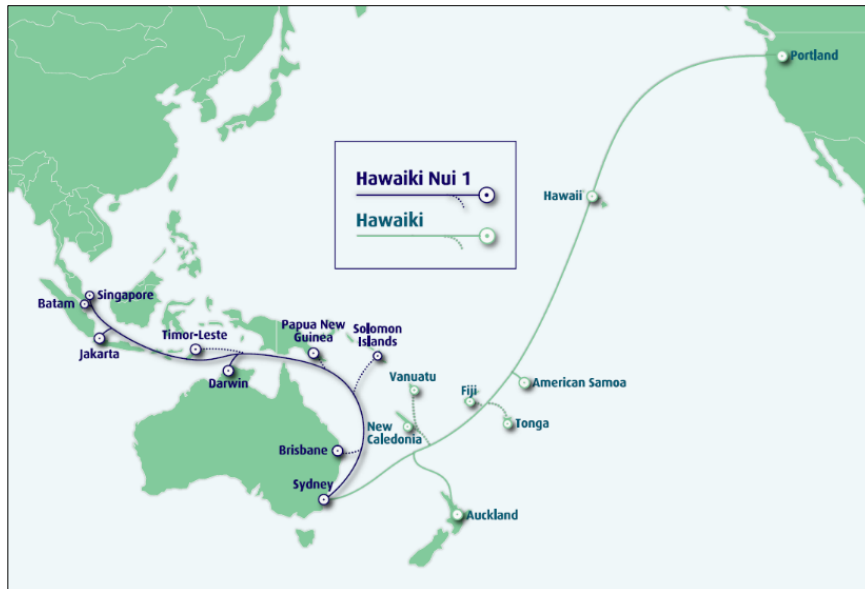 Portland
Hawaiki Nui 1
Hawaii
Hawaiki
Singapore
Batam
Timor-Leste
Papua New
Guinea
Solomon
Islands
Jakarta
Vanuatu
Darwin
Fiji
American Samoa
New
Caledonia
Tonga
Brisbane
Sydney
Auckland